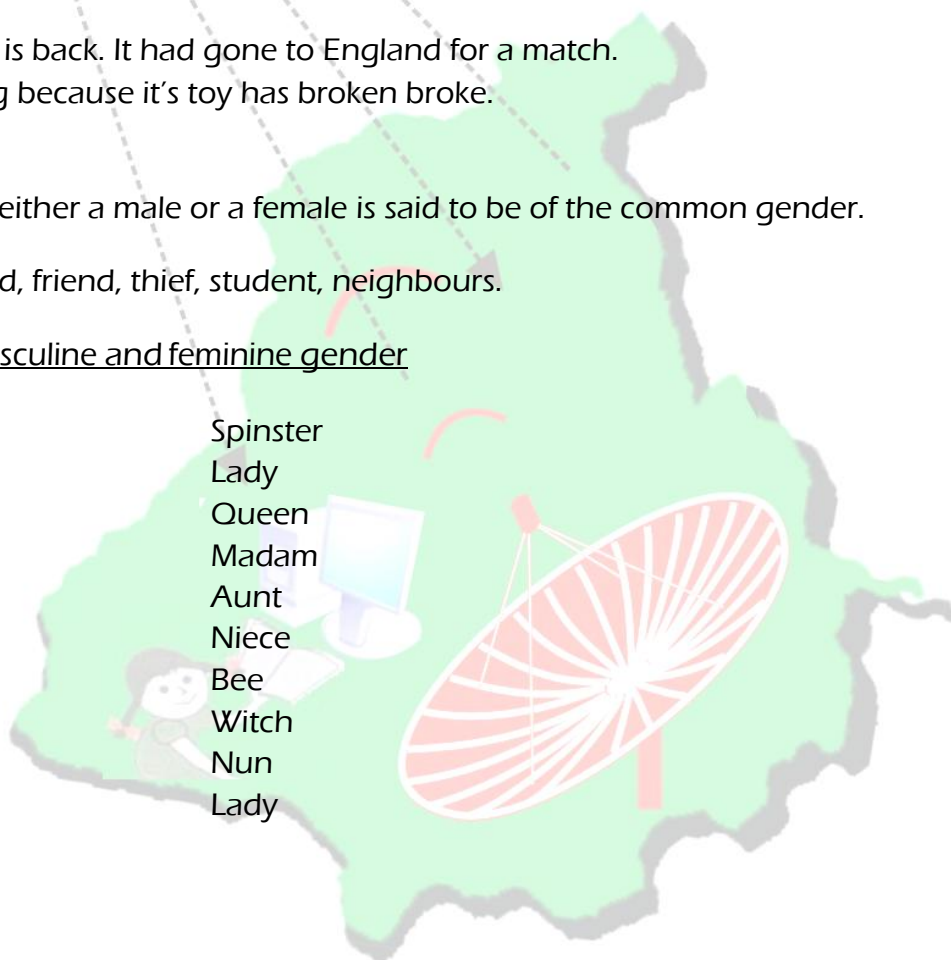 is back. It had gone to England for a match.
because it's toy has broken broke.
either a male or a female is said to be of the common gender.
friend, thief, student, neighbours.
and feminine gender
Spinster
Lady
Queen
Madam
Aunt
Niece
Bee
Witch
Nun
Lady